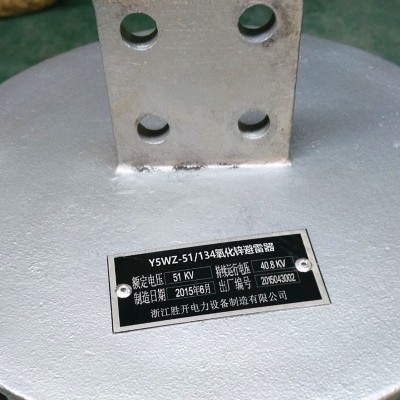 Y5WZ-51/134氧化锌避雷器
额定电压 51 KV 持续运行电压 40.8 KV
制造日期 2015年6月 出厂编号 2015043002
浙江胜开电力设备制造有限公司